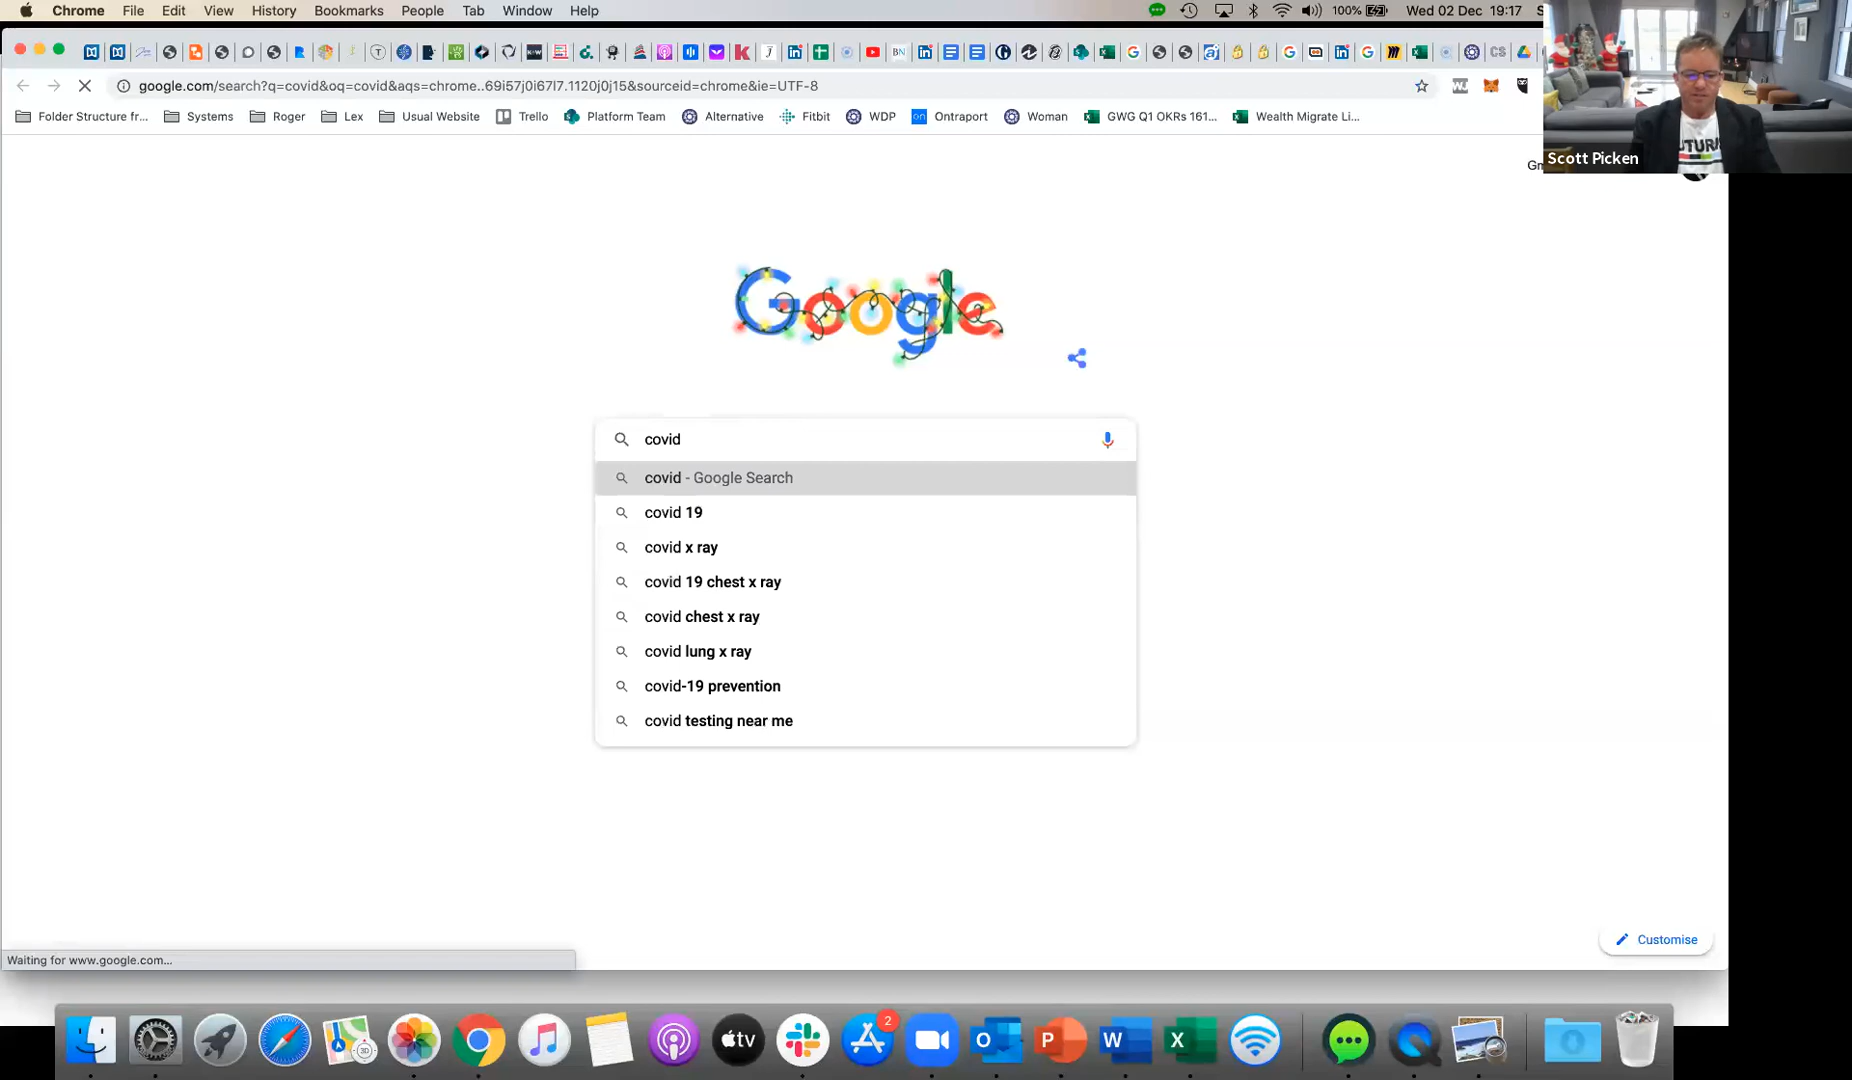 Chrome File Edit View History Bookmarks People Tab Window Help 100% Wed 02 Dec 19:17
google.com/search?q=covid&oq=covid&aqs=chrome..69i57j0i67l7.1120j0j15&sourceid=chrome&ie=UTF-8
Folder Structure fr... Systems Roger Lex Usual Website Trello Platform Team Alternative Fitbit WDP Ontraport Woman GWG Q1 OKRs 161... Wealth Migrate Li...
Scott Picken
Google
covid
covid - Google Search
covid 19
covid x ray
covid 19 chest x ray
covid chest x ray
covid lung x ray
covid-19 prevention
covid testing near me
Customise
Waiting for www.google.com...
2
tv